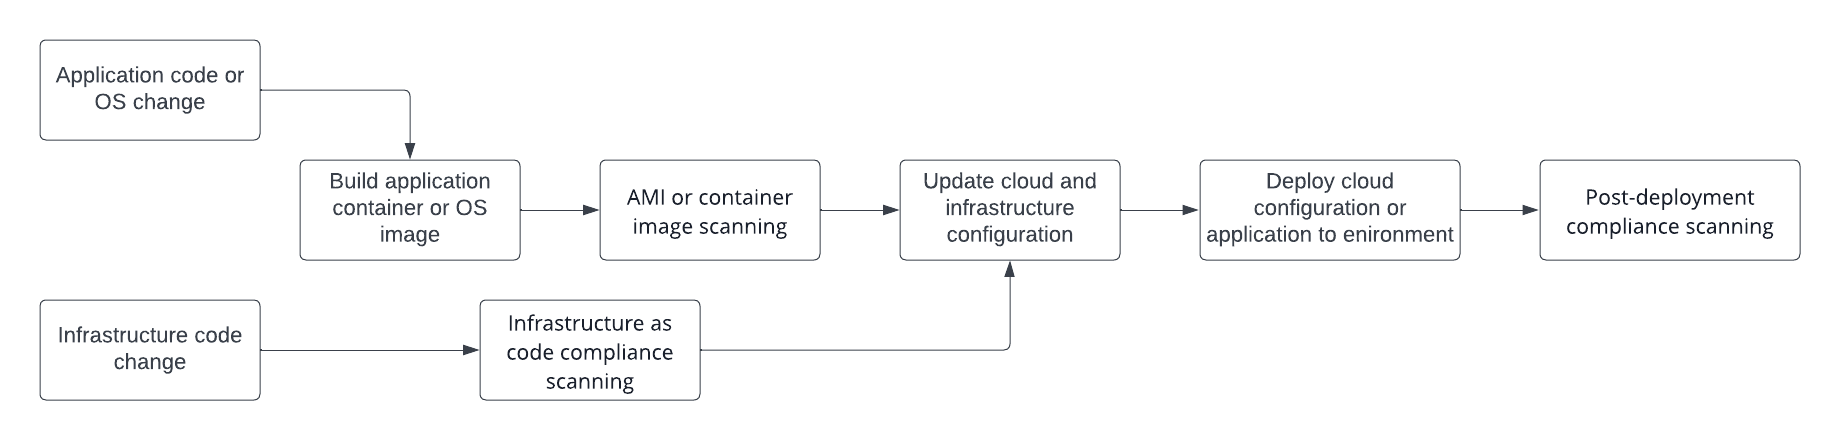 Application code or
OS change
Build application
container or OS
image
AMI or container
image scanning
Update cloud and
infrastructure
configuration
Deploy cloud
configuration or
application to enironment
Post-deployment
compliance scanning
Infrastructure code
change
Infrastructure as
code compliance
scanning